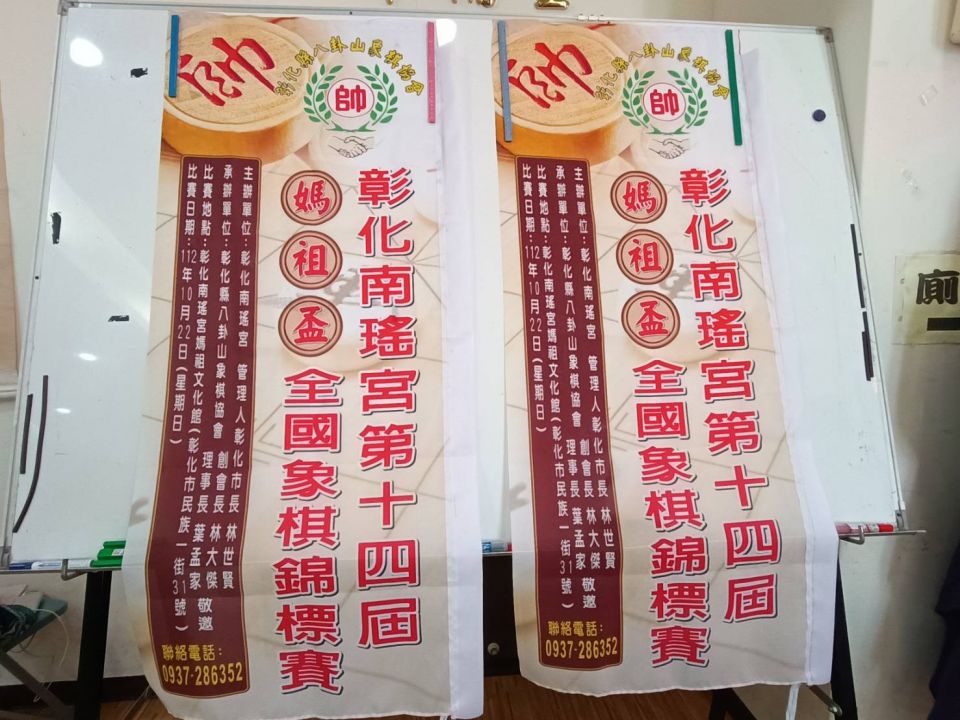 帥
彰化縣八卦山象棋協會
帥
彰化南瑤宮第十四屆
媽祖盃
全國象棋錦標賽
主辦單位：彰化南瑤宮 管理人彰化市長 林世賢
承辦單位：彰化縣八卦山象棋協會 創會長 林大傑 理事長 葉孟家 敬邀
比賽地點：彰化南瑤宮媽祖文化館(彰化市民族一街31號)
比賽日期：112年10月22日(星期日)
聯絡電話：
0937-286352
帥
彰化縣八卦山象棋協會
帥
彰化南瑤宮第十四屆
媽祖盃
全國象棋錦標賽
主辦單位：彰化南瑤宮 管理人彰化市長 林世賢
承辦單位：彰化縣八卦山象棋協會 創會長 林大傑 理事長 葉孟家 敬邀
比賽地點：彰化南瑤宮媽祖文化館(彰化市民族一街31號)
比賽日期：112年10月22日(星期日)
聯絡電話：
0937-286352
廁